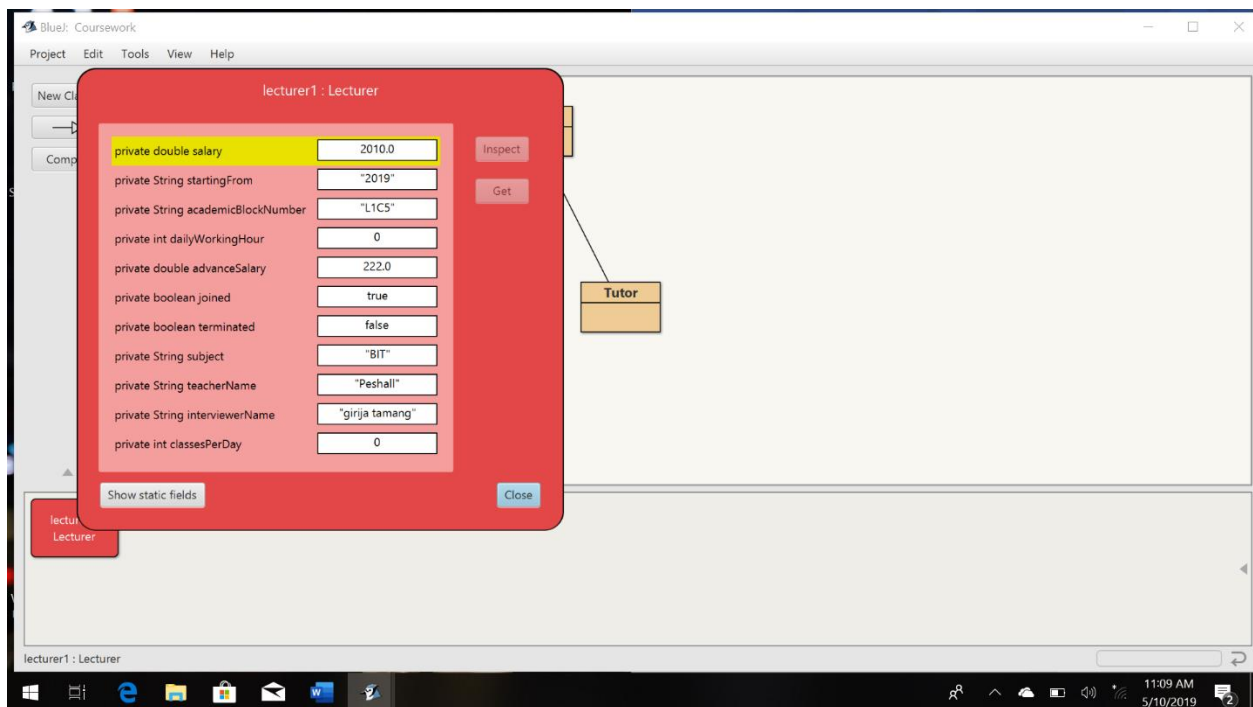 BlueJ: Coursework
Project Edit Tools View Help
lecturer1 : Lecturer
private double salary 2010.0
private String startingFrom "2019"
private String academicBlockNumber "L1C5"
private int dailyWorkingHour 0
private double advanceSalary 222.0
private boolean joined true
private boolean terminated false
private String subject "BIT"
private String teacherName "Peshall"
private String interviewerName "girija tamang"
private int classesPerDay 0
Inspect
Get
Show static fields
Close
New Cl
Comp
Tutor
lectur
Lecturer
lecturer1 : Lecturer
11:09 AM
5/10/2019
2